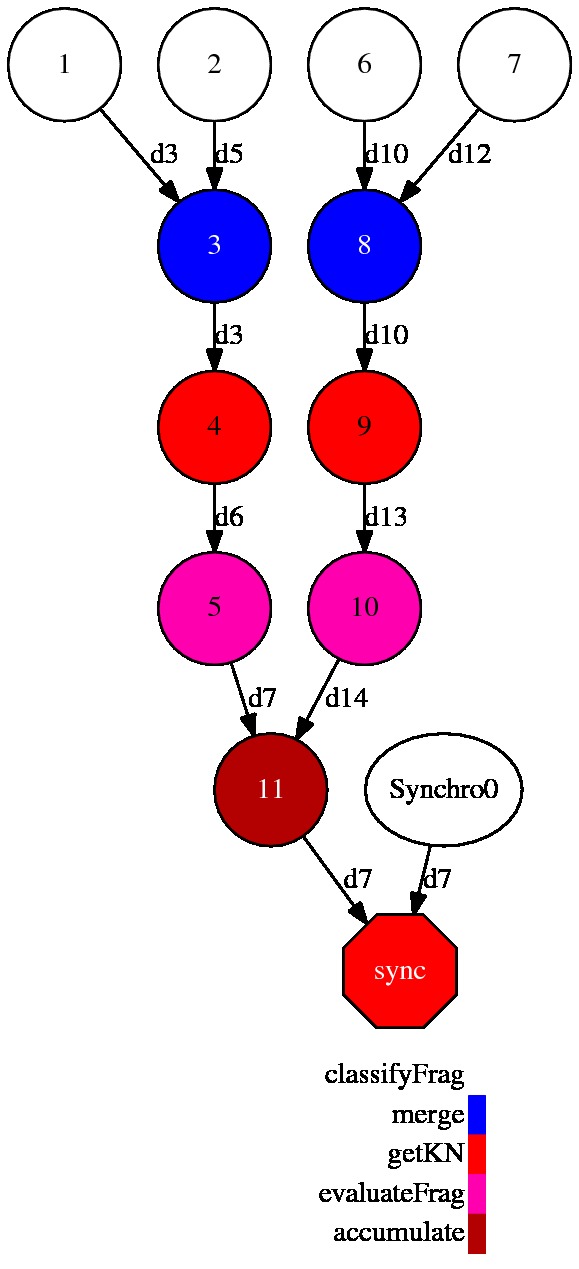 1 2 6 7
d3 d5 d10 d12
3 8
d3 d10
4 9
d6 d13
5 10
d7 d14
11 Synchro0
d7 d7
sync
classifyFrag
merge
getKN
evaluateFrag
accumulate